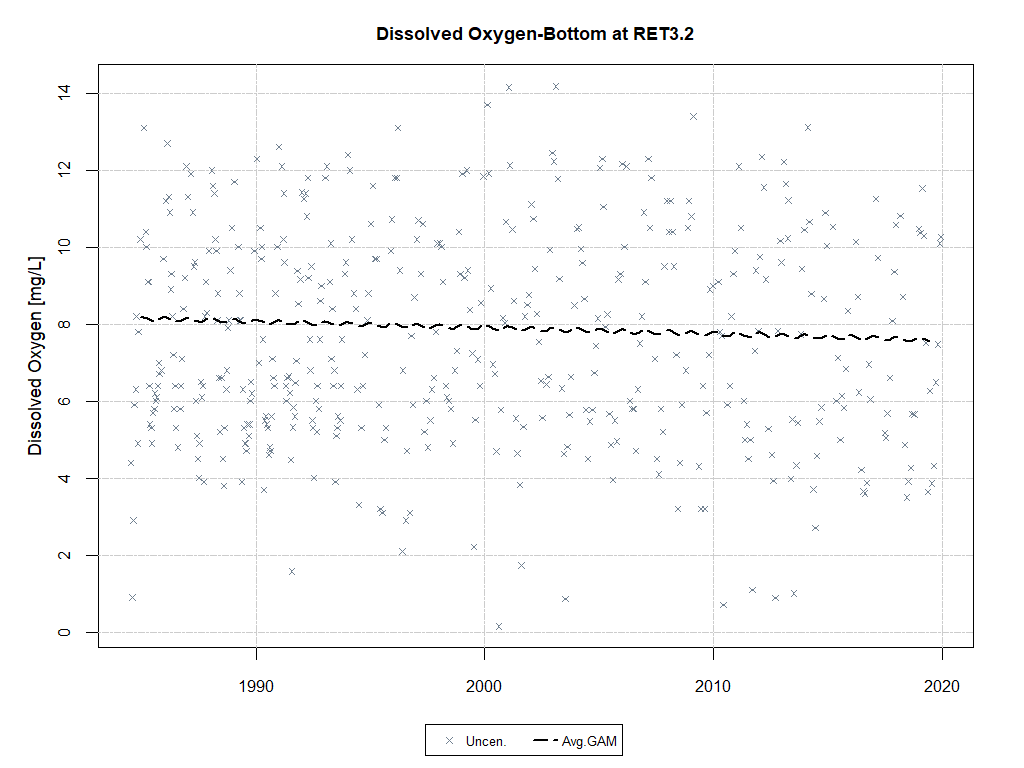 Dissolved Oxygen-Bottom at RET3.2
Dissolved Oxygen [mg/L]
14
12
10
8
6
4
2
0
1990 2000 2010 2020
Uncen. Avg.GAM